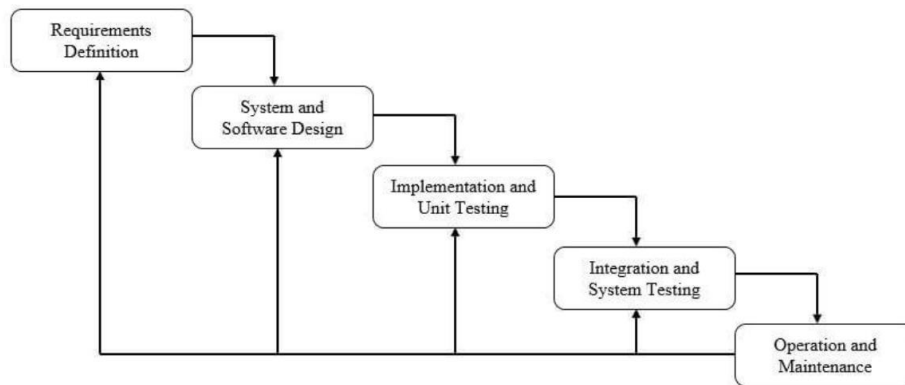 Requirements
Definition
System and
Software Design
Implementation and
Unit Testing
Integration and
System Testing
Operation and
Maintenance